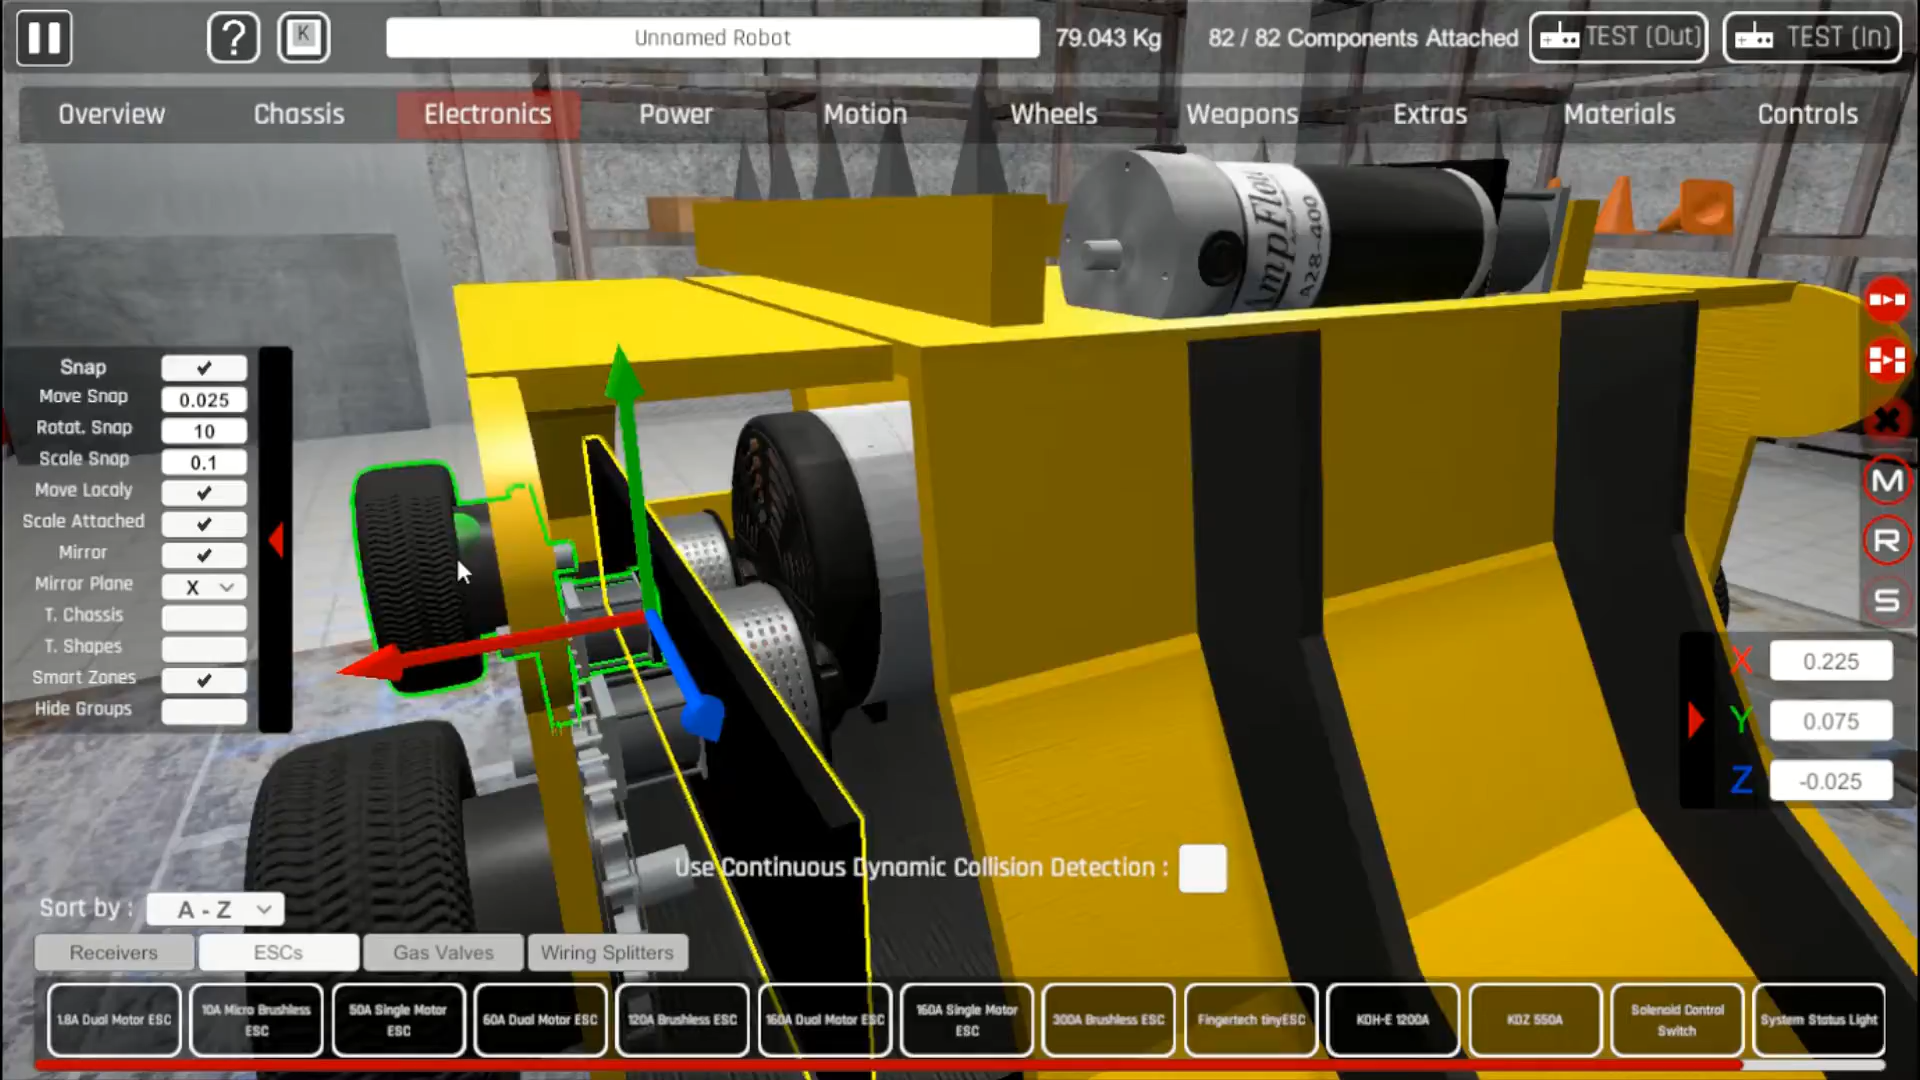 K
Unnamed Robot
79.043 Kg
82 / 82 Components Attached
TEST (Out)
TEST (In)
Overview
Chassis
Electronics
Power
Motion
Wheels
Weapons
Extras
Materials
Controls
AmpFlow
A28-400
Snap
Move Snap 0.025
Rotat. Snap 10
Scale Snap 0.1
Move Localy
Scale Attached
Mirror
Mirror Plane X
T. Chassis
T. Shapes
Smart Zones
Hide Groups
M
R
S
X 0.225
Y 0.075
Z -0.025
Use Continuous Dynamic Collision Detection :
Sort by : A - Z
Receivers
ESCs
Gas Valves
Wiring Splitters
1.8A Dual Motor ESC
10A Micro Brushless
ESC
50A Single Motor
ESC
60A Dual Motor ESC
120A Brushless ESC
160A Dual Motor ESC
160A Single Motor
ESC
300A Brushless ESC
Fingertech tinyESC
KOH-E 1200A
KOZ 550A
Solenoid Control
Switch
System Status Light